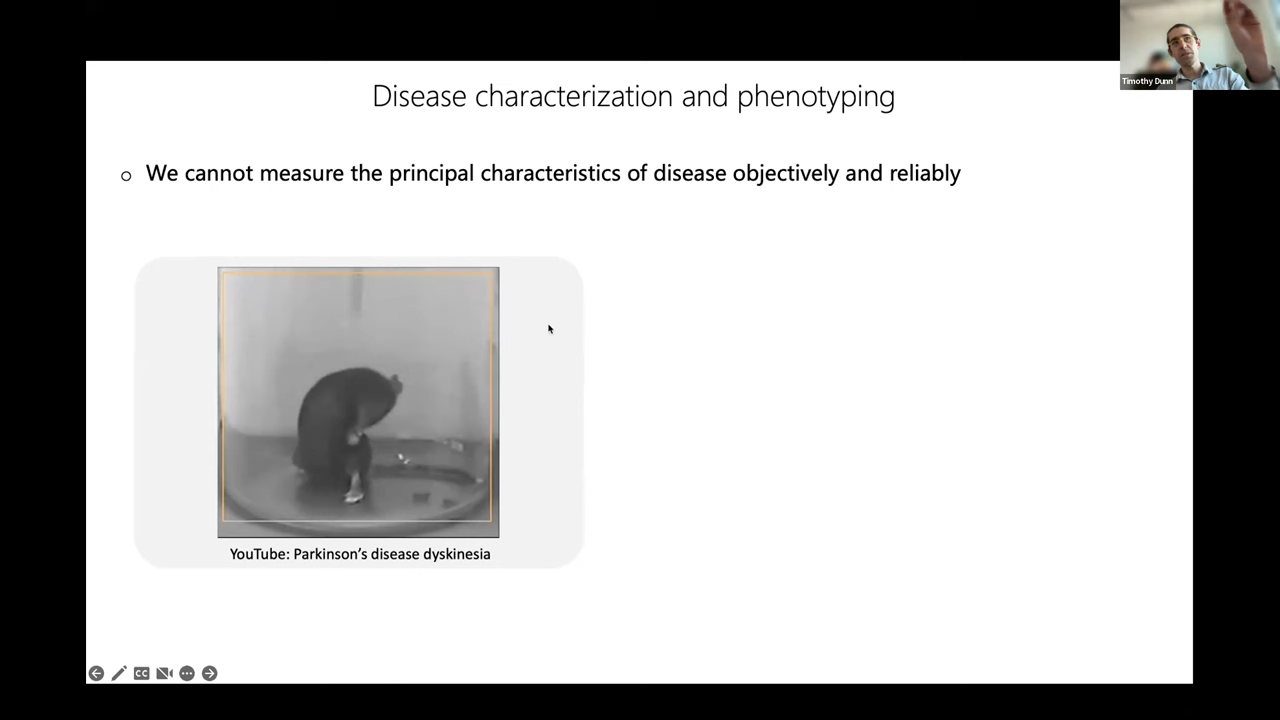 Timothy Dunn
Disease characterization and phenotyping
We cannot measure the principal characteristics of disease objectively and reliably
YouTube: Parkinson's disease dyskinesia
CC